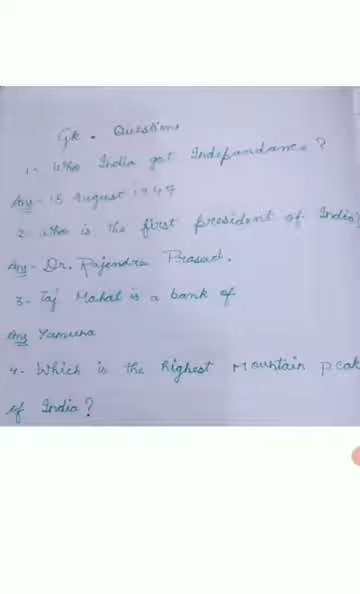 Gk. Questions
1- Who India got Independance?
Ans- 15 August 1947
2- Who is the first president of India?
Ans- Dr. Rajendra Prasad.
3- Taj Mahal is a bank of
Ans Yamuna
4- Which is the highest Mountain peak
of India?